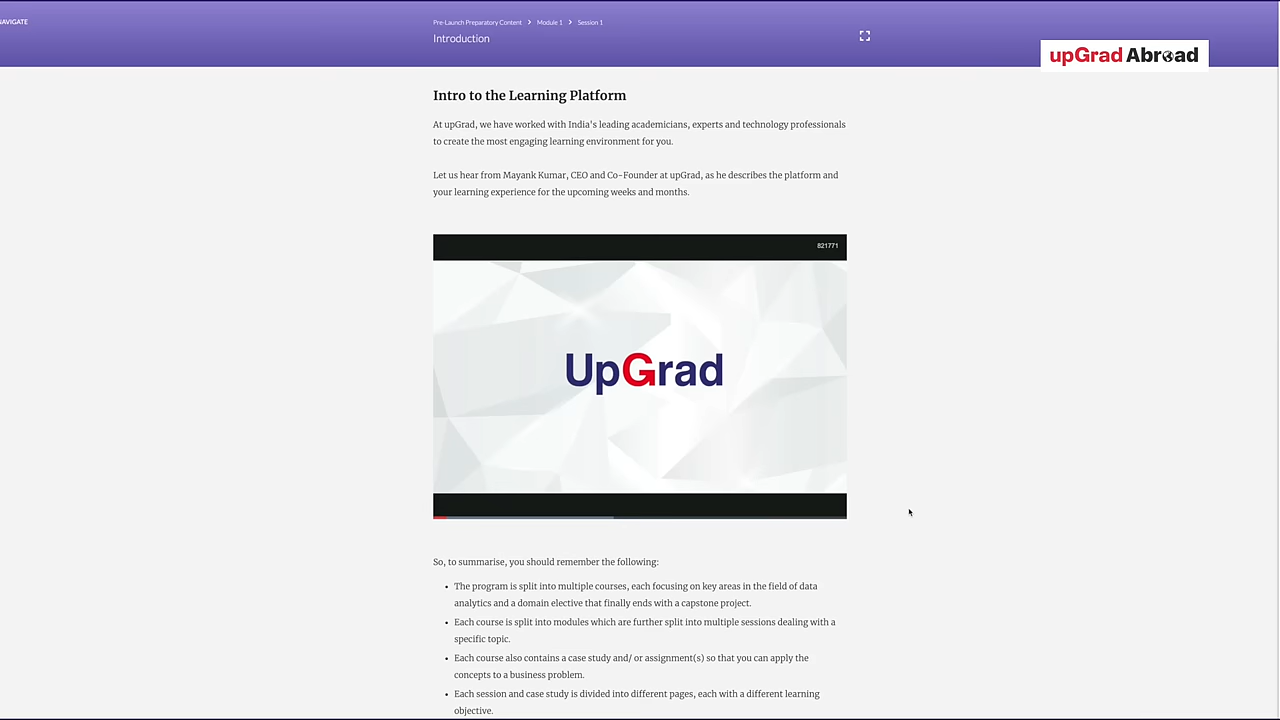 NAVIGATE
Pre-Launch Preparatory Content > Module 1 > Session 1
Introduction
upGrad Abroad
Intro to the Learning Platform
At upGrad, we have worked with India's leading academicians, experts and technology professionals
to create the most engaging learning environment for you.
Let us hear from Mayank Kumar, CEO and Co-Founder at upGrad, as he describes the platform and
your learning experience for the upcoming weeks and months.
821771
UpGrad
So, to summarise, you should remember the following:
• The program is split into multiple courses, each focusing on key areas in the field of data
analytics and a domain elective that finally ends with a capstone project.
• Each course is split into modules which are further split into multiple sessions dealing with a
specific topic.
• Each course also contains a case study and/ or assignment(s) so that you can apply the
concepts to a business problem.
• Each session and case study is divided into different pages, each with a different learning
objective.